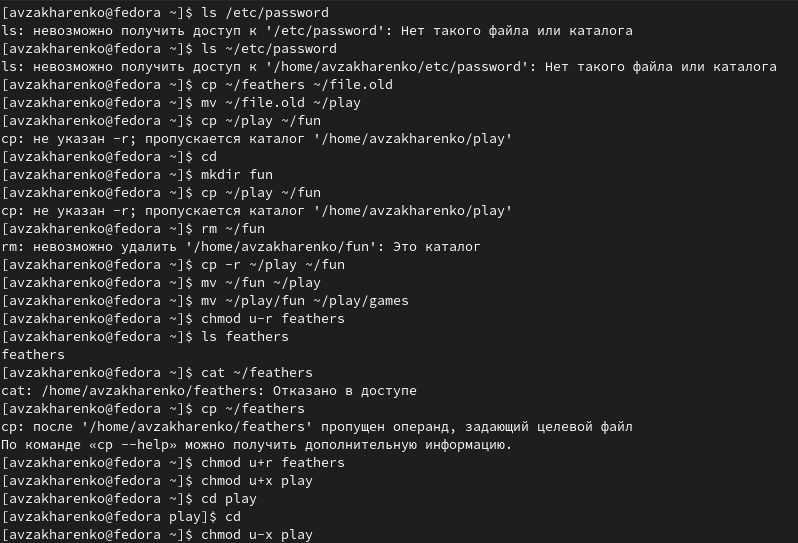 [avzakharenko@fedora ~]$ ls /etc/password
ls: невозможно получить доступ к '/etc/password': Нет такого файла или каталога
[avzakharenko@fedora ~]$ ls ~/etc/password
ls: невозможно получить доступ к '/home/avzakharenko/etc/password': Нет такого файла или каталога
[avzakharenko@fedora ~]$ cp ~/feathers ~/file.old
[avzakharenko@fedora ~]$ mv ~/file.old ~/play
[avzakharenko@fedora ~]$ cp ~/play ~/fun
cp: не указан -r; пропускается каталог '/home/avzakharenko/play'
[avzakharenko@fedora ~]$ cd
[avzakharenko@fedora ~]$ mkdir fun
[avzakharenko@fedora ~]$ cp ~/play ~/fun
cp: не указан -r; пропускается каталог '/home/avzakharenko/play'
[avzakharenko@fedora ~]$ rm ~/fun
rm: невозможно удалить '/home/avzakharenko/fun': Это каталог
[avzakharenko@fedora ~]$ cp -r ~/play ~/fun
[avzakharenko@fedora ~]$ mv ~/fun ~/play
[avzakharenko@fedora ~]$ mv ~/play/fun ~/play/games
[avzakharenko@fedora ~]$ chmod u-r feathers
[avzakharenko@fedora ~]$ ls feathers
feathers
[avzakharenko@fedora ~]$ cat ~/feathers
cat: /home/avzakharenko/feathers: Отказано в доступе
[avzakharenko@fedora ~]$ cp ~/feathers
cp: после '/home/avzakharenko/feathers' пропущен операнд, задающий целевой файл
По команде «cp --help» можно получить дополнительную информацию.
[avzakharenko@fedora ~]$ chmod u+r feathers
[avzakharenko@fedora ~]$ chmod u+x play
[avzakharenko@fedora ~]$ cd play
[avzakharenko@fedora play]$ cd
[avzakharenko@fedora ~]$ chmod u-x play